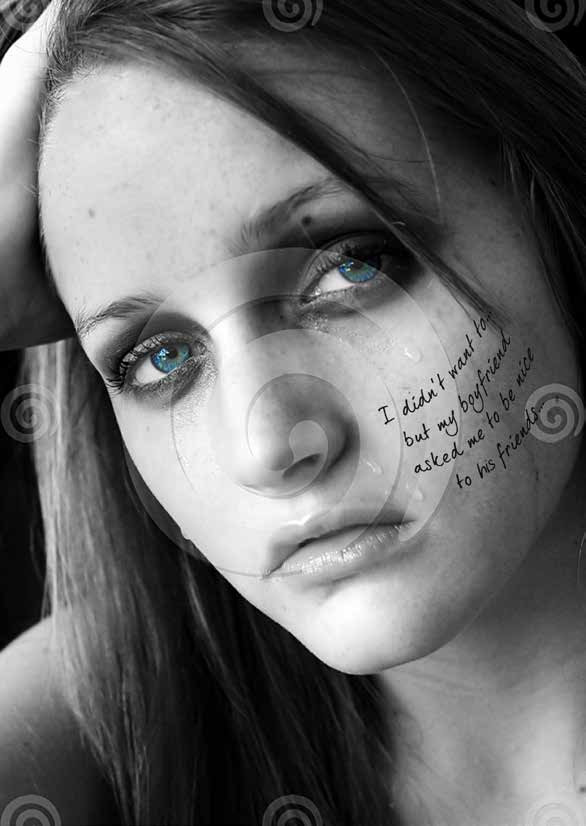 I didn't want to...
but my boyfriend
asked me to be nice
to his friends...